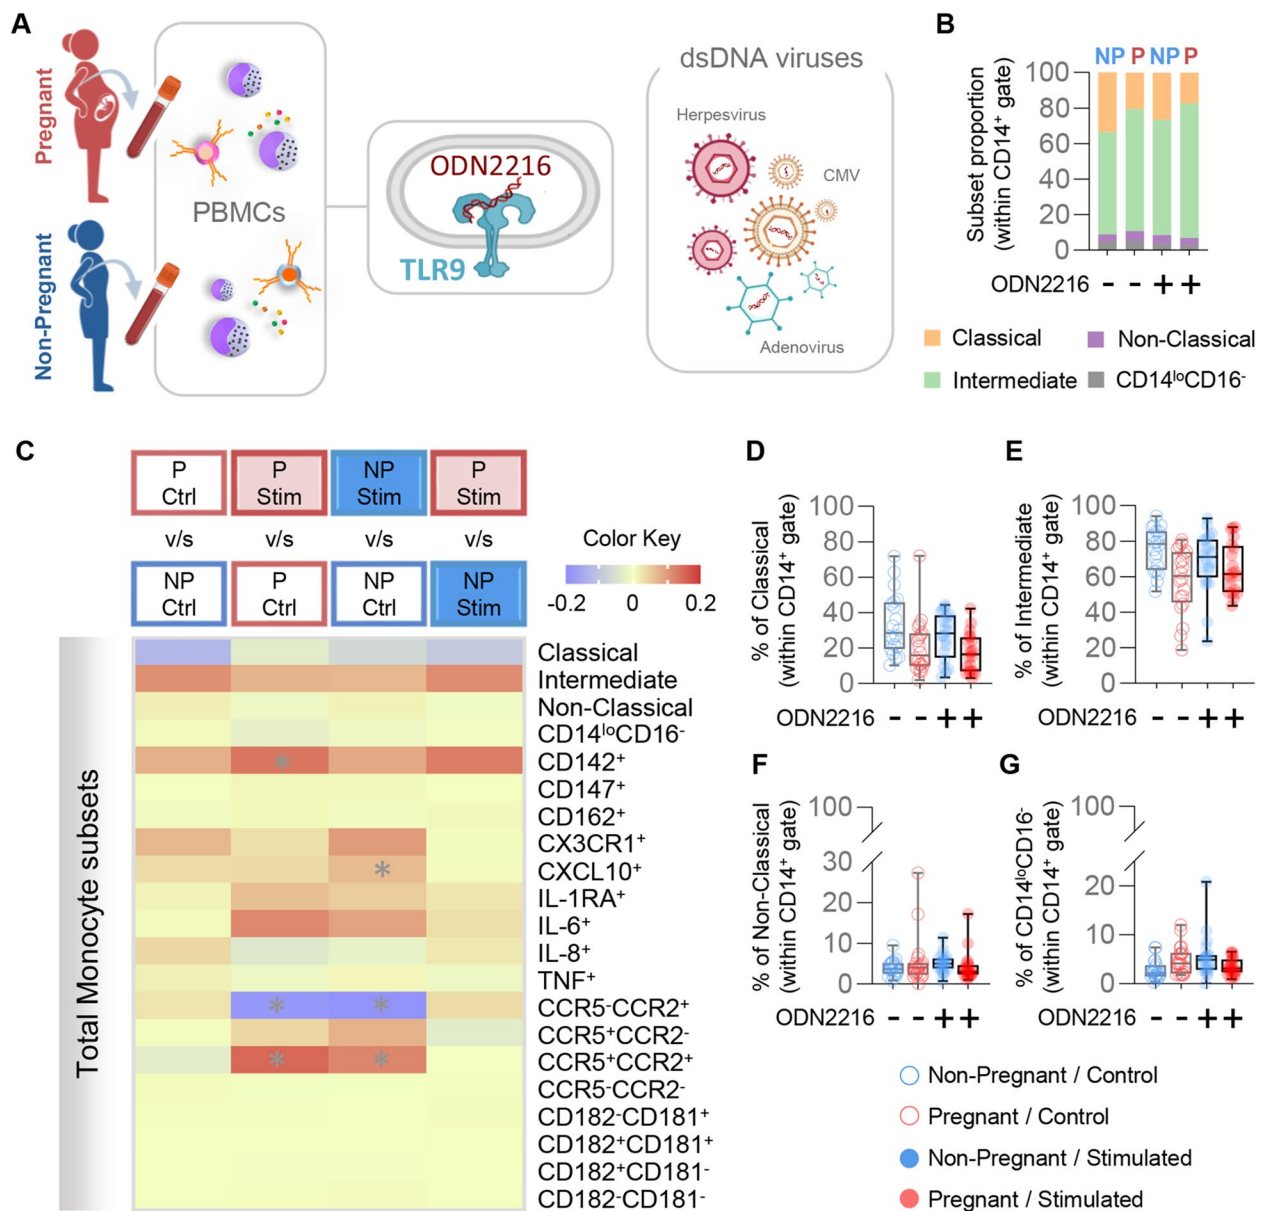 A
Pregnant
Non-Pregnant
PBMCs
ODN2216
TLR9
dsDNA viruses
Herpesvirus
CMV
Adenovirus
B
NP P NP P
Subset proportion
(within CD14⁺ gate)
100
80
60
40
20
0
ODN2216 - - + +
Classical
Non-Classical
Intermediate
CD14ˡᵒCD16⁻
C
P
Ctrl
P
Stim
NP
Stim
P
Stim
v/s
v/s
v/s
v/s
NP
Ctrl
P
Ctrl
NP
Ctrl
NP
Stim
Color Key
-0.2 0 0.2
Total Monocyte subsets
Classical
Intermediate
Non-Classical
CD14ˡᵒCD16⁻
CD142⁺
*
CD147⁺
CD162⁺
CX3CR1⁺
CXCL10⁺
*
IL-1RA⁺
IL-6⁺
IL-8⁺
TNF⁺
CCR5⁻CCR2⁺
* *
CCR5⁺CCR2⁻
CCR5⁺CCR2⁺
* *
CCR5⁻CCR2⁻
CD182⁻CD181⁺
CD182⁺CD181⁺
CD182⁺CD181⁻
CD182⁻CD181⁻
D
% of Classical
(within CD14⁺ gate)
100
80
60
40
20
0
ODN2216 - - + +
E
% of Intermediate
(within CD14⁺ gate)
100
80
60
40
20
0
ODN2216 - - + +
F
% of Non-Classical
(within CD14⁺ gate)
100
30
20
10
0
ODN2216 - - + +
G
% of CD14ˡᵒCD16⁻
(within CD14⁺ gate)
100
20
10
0
ODN2216 - - + +
Non-Pregnant / Control
Pregnant / Control
Non-Pregnant / Stimulated
Pregnant / Stimulated